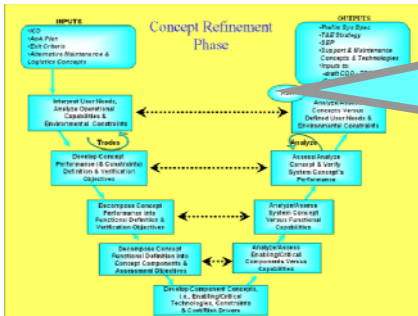 INPUTS
•ICD
•AoA Plan
•Exit Criteria
•Alternative Maintenance &
Logistics Concepts
Concept Refinement
Phase
OUTPUTS
•Prelim Sys Spec
•T&E Strategy
•SEP
•Support & Maintenance
Concepts & Technologies
•Inputs to:
-draft CDD
Interpret User Needs,
Analyze Operational
Capabilities &
Environmental Constraints
Analyze/Assess
Concepts Versus
Defined User Needs &
Environmental Constraints
Trades
Develop Concept
Performance (& Constraints)
Definition & Verification
Objectives
Analyze
Assess/Analyze
Concept & Verify
System Concept's
Performance
Decompose Concept
Performance into
Functional Definition &
Verification Objectives
Analyze/Assess
System Concept
Versus Functional
Capabilities
Decompose Concept
Functional Definition into
Concept Components &
Assessment Objectives
Analyze/Assess
Enabling/Critical
Components Versus
Capabilities
Develop Component Concepts,
i.e., Enabling/Critical
Technologies, Constraints
& Cost/Risk Drivers